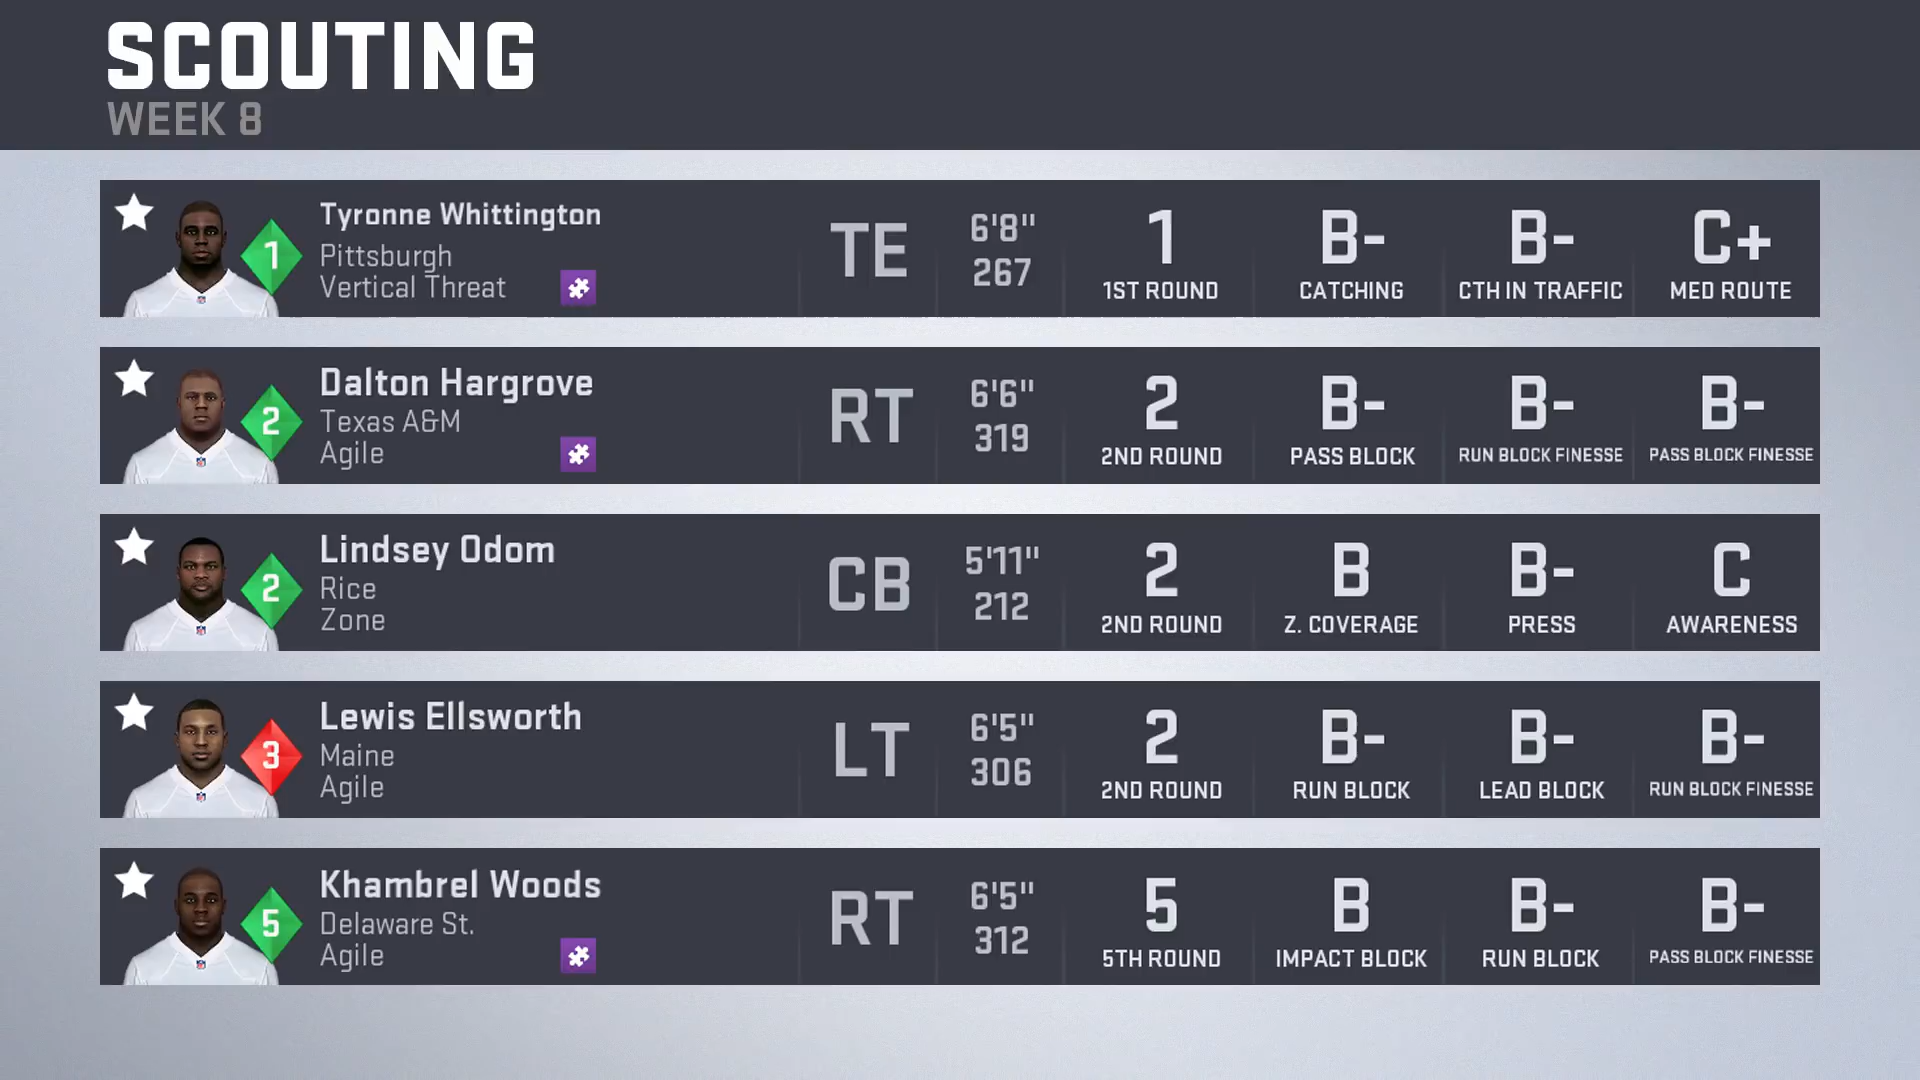 SCOUTING
WEEK 8
Tyronne Whittington
Pittsburgh
Vertical Threat
1
TE
6'8"
267
1
1ST ROUND
B-
CATCHING
B-
CTH IN TRAFFIC
C+
MED ROUTE
Dalton Hargrove
Texas A&M
Agile
2
RT
6'6"
319
2
2ND ROUND
B-
PASS BLOCK
B-
RUN BLOCK FINESSE
B-
PASS BLOCK FINESSE
Lindsey Odom
Rice
Zone
2
CB
5'11"
212
2
2ND ROUND
B
Z. COVERAGE
B-
PRESS
C
AWARENESS
Lewis Ellsworth
Maine
Agile
3
LT
6'5"
306
2
2ND ROUND
B-
RUN BLOCK
B-
LEAD BLOCK
B-
RUN BLOCK FINESSE
Khambrel Woods
Delaware St.
Agile
5
RT
6'5"
312
5
5TH ROUND
B
IMPACT BLOCK
B-
RUN BLOCK
B-
PASS BLOCK FINESSE